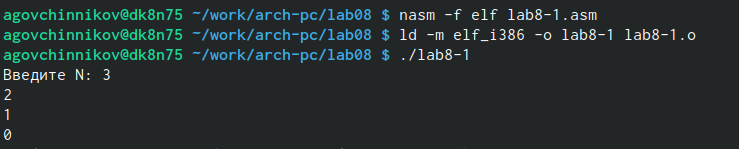 agovchinnikov@dk8n75 ~/work/arch-pc/lab08 $ nasm -f elf lab8-1.asm
agovchinnikov@dk8n75 ~/work/arch-pc/lab08 $ ld -m elf_i386 -o lab8-1 lab8-1.o
agovchinnikov@dk8n75 ~/work/arch-pc/lab08 $ ./lab8-1
Введите N: 3
2
1
0